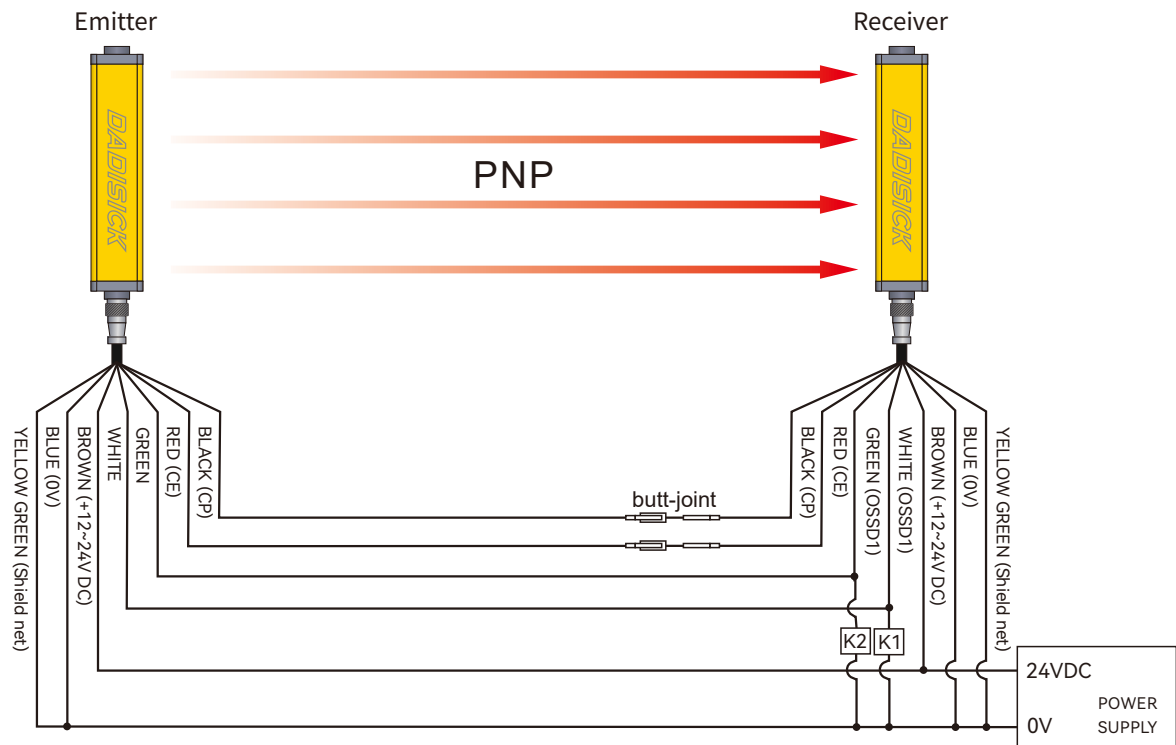 Emitter
Receiver
DADISICK
DADISICK
PNP
YELLOW GREEN (Shield net)
BLUE (0V)
BROWN (+12~24V DC)
WHITE
GREEN
RED (CE)
BLACK (CP)
butt-joint
BLACK (CP)
RED (CE)
GREEN (OSSD1)
WHITE (OSSD1)
BROWN (+12~24V DC)
BLUE (0V)
YELLOW GREEN (Shield net)
K2
K1
24VDC
POWER
0V
SUPPLY